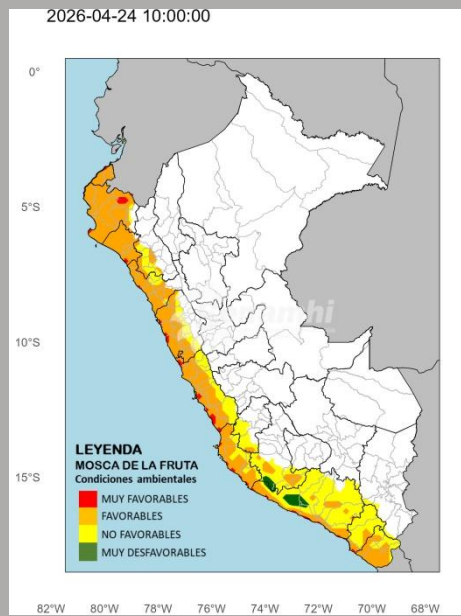 2026-04-24 10:00:00
0°
5°S
10°S
15°S
senamhi
LEYENDA
MOSCA DE LA FRUTA
Condiciones ambientales
MUY FAVORABLES
FAVORABLES
NO FAVORABLES
MUY DESFAVORABLES
82°W 80°W 78°W 76°W 74°W 72°W 70°W 68°W